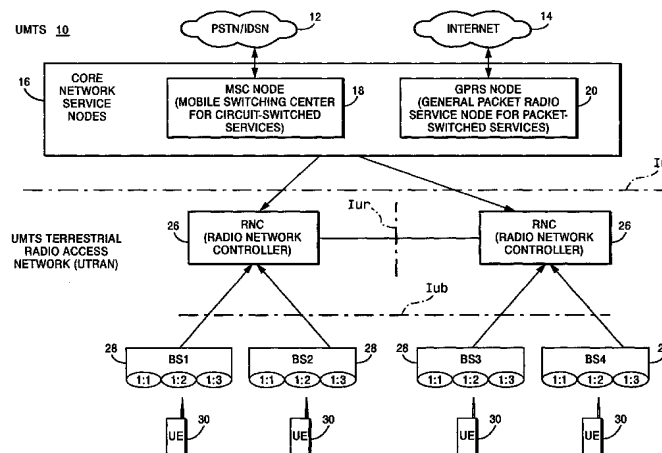 UMTS 10
PSTN/IDSN
12
INTERNET
14
16
CORE
NETWORK
SERVICE
NODES
MSC NODE
(MOBILE SWITCHING CENTER
FOR CIRCUIT-SWITCHED
SERVICES)
18
GPRS NODE
(GENERAL PACKET RADIO
SERVICE NODE FOR PACKET-
SWITCHED SERVICES)
20
UMTS TERRESTRIAL
RADIO ACCESS
NETWORK (UTRAN)
26
RNC
(RADIO NETWORK
CONTROLLER)
Iur
RNC
(RADIO NETWORK
CONTROLLER)
26
Iub
28
BS1
1:1 1:2 1:3
BS2
28
1:1 1:2 1:3
28
BS3
1:1 1:2 1:3
BS4
1:1 1:2 1:3
UE
30
UE
30
UE
30
UE
30